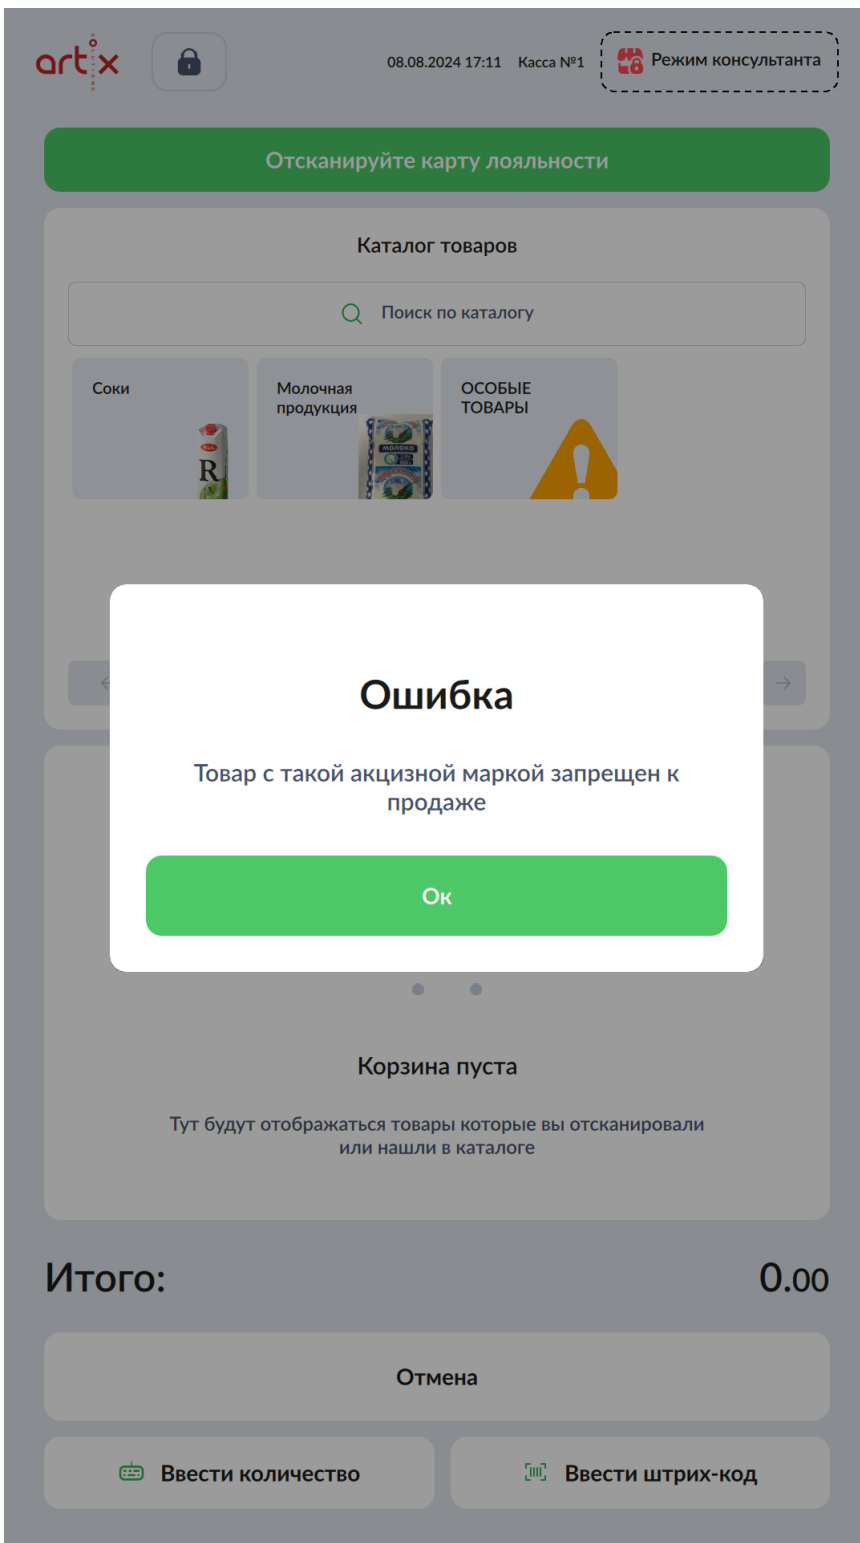 artix
08.08.2024 17:11 Касса №1 Режим консультанта
Отсканируйте карту лояльности
Каталог товаров
Поиск по каталогу
Соки
Молочная
продукция
ОСОБЫЕ
ТОВАРЫ
МОЛОКО
R
Ошибка
Товар с такой акцизной маркой запрещен к
продаже
Ок
Корзина пуста
Тут будут отображаться товары которые вы отсканировали
или нашли в каталоге
Итого:
0.00
Отмена
Ввести количество
Ввести штрих-код